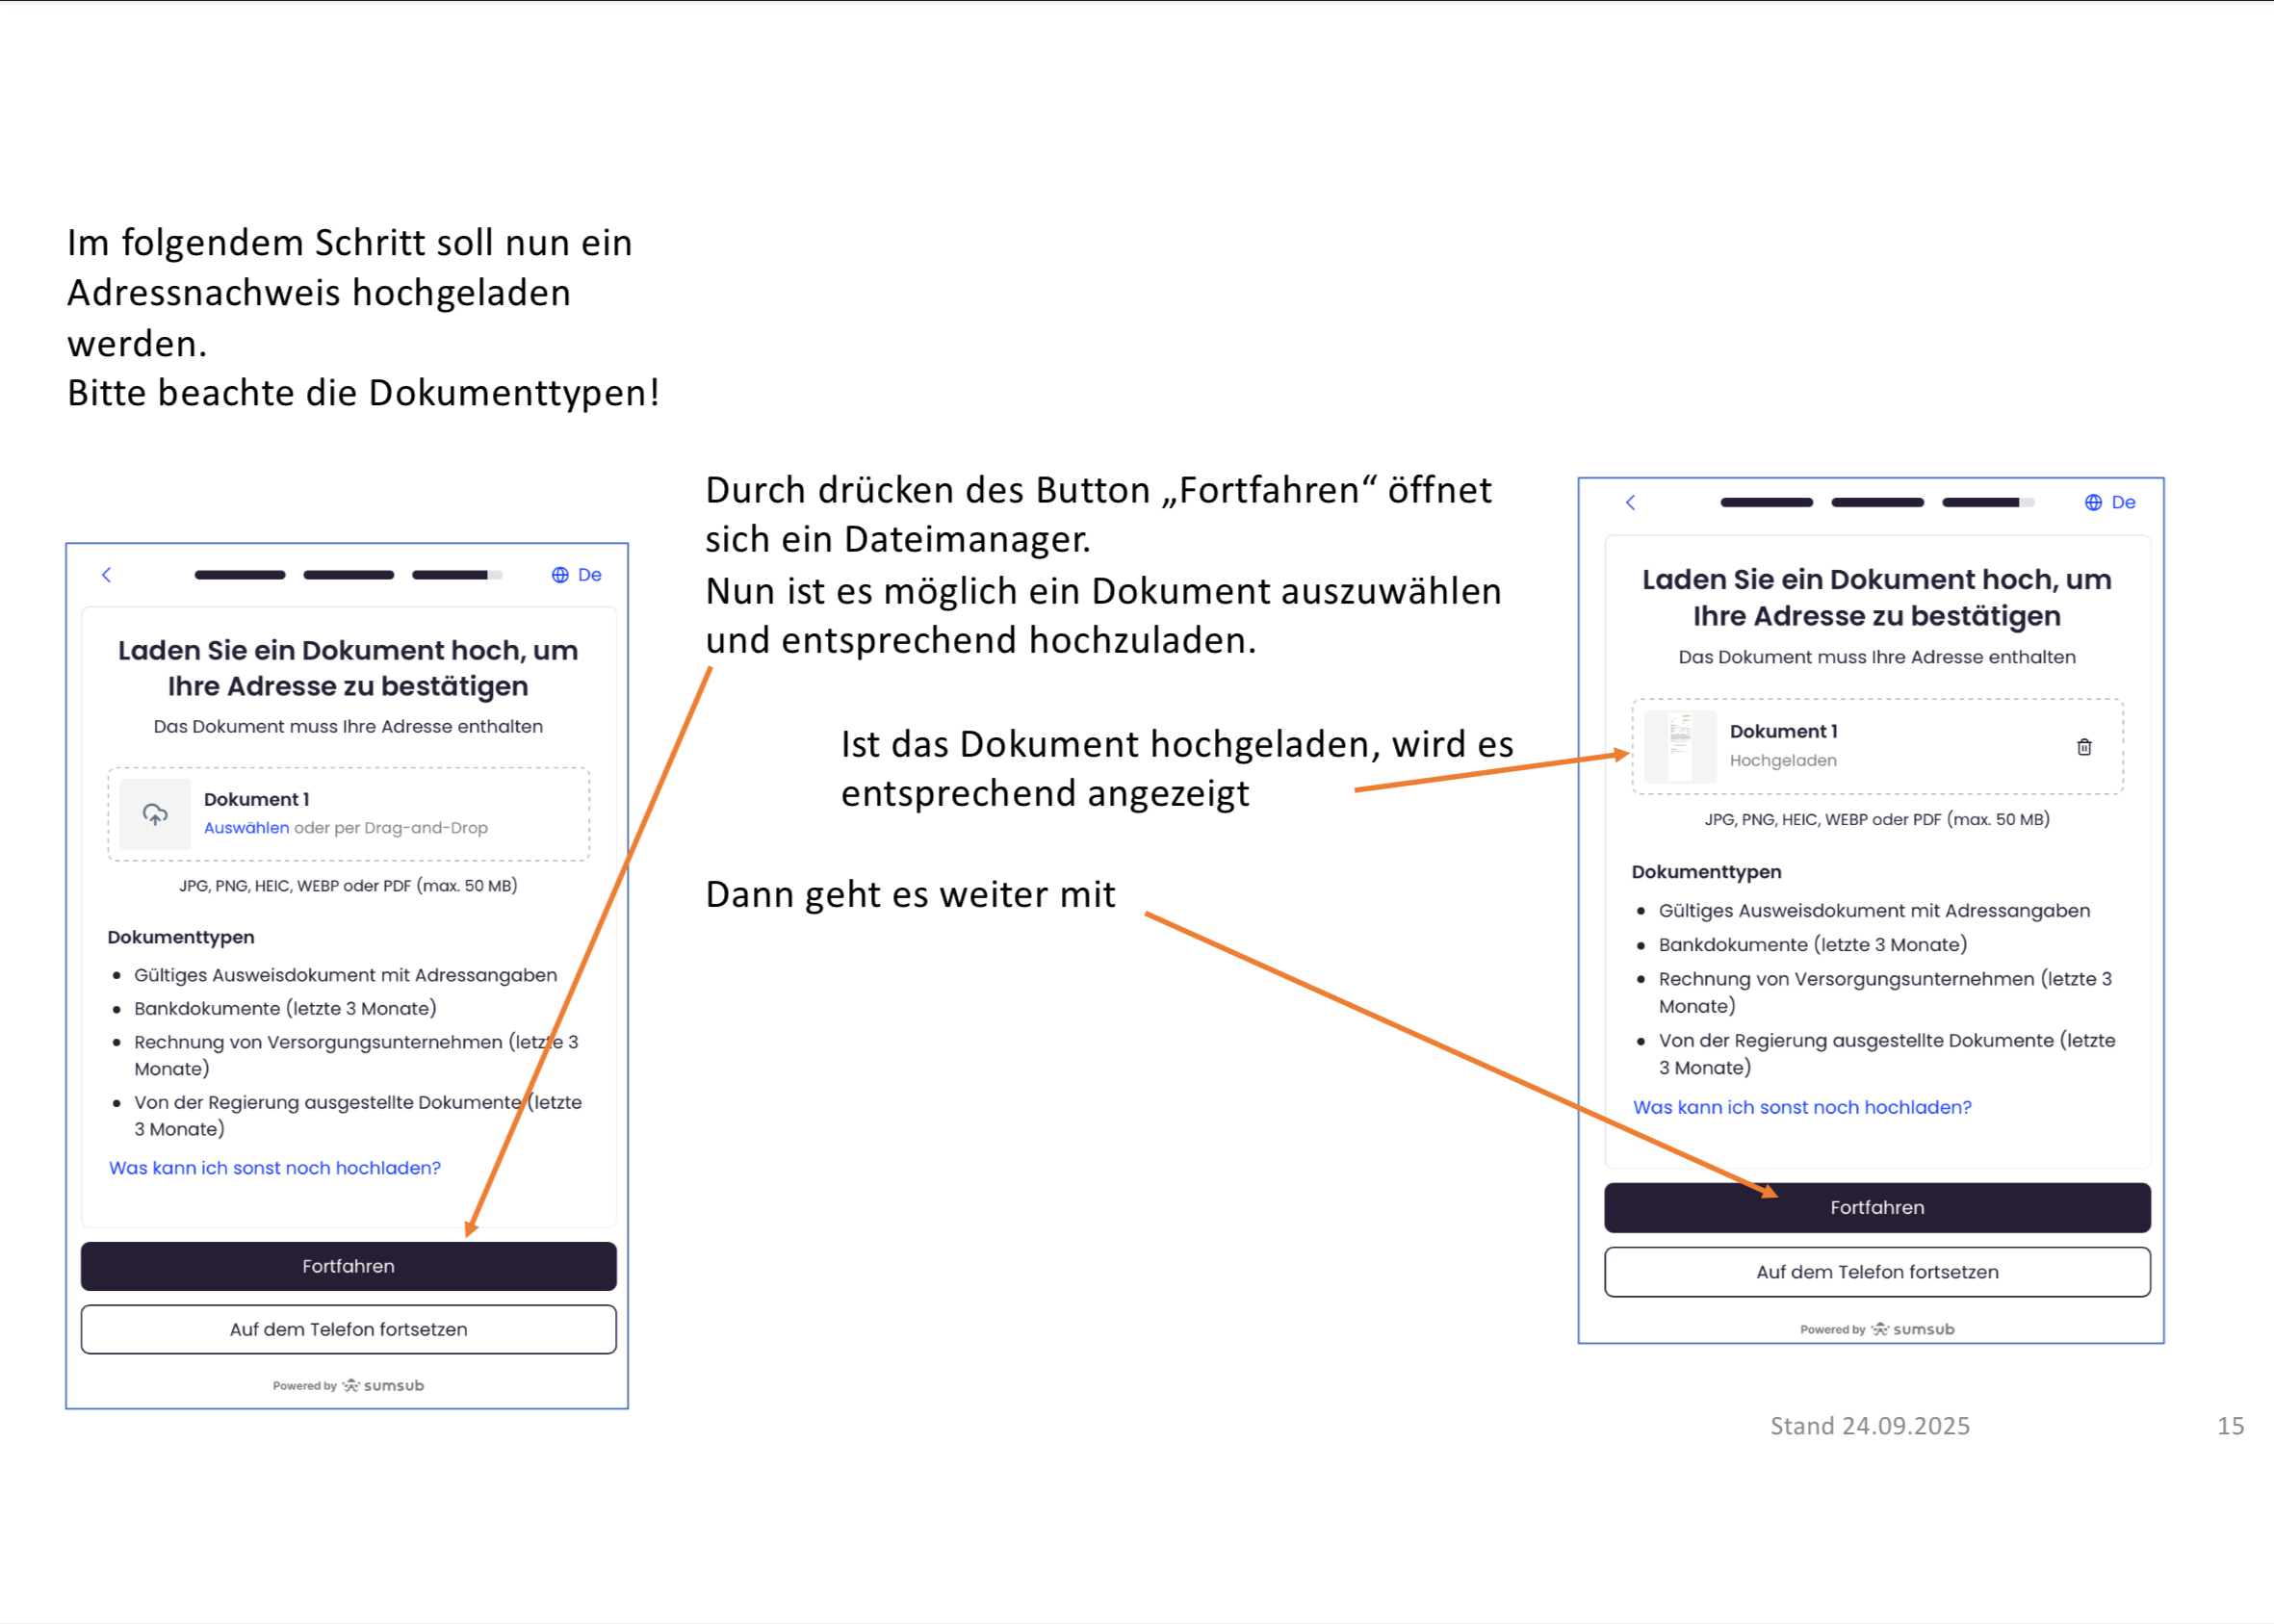 Im folgendem Schritt soll nun ein
Adressnachweis hochgeladen
werden.
Bitte beachte die Dokumenttypen!
Durch drücken des Button „Fortfahren“ öffnet
sich ein Dateimanager.
Nun ist es möglich ein Dokument auszuwählen
und entsprechend hochzuladen.
Ist das Dokument hochgeladen, wird es
entsprechend angezeigt
Dann geht es weiter mit
De
Laden Sie ein Dokument hoch, um
Ihre Adresse zu bestätigen
Das Dokument muss Ihre Adresse enthalten
Dokument 1
Auswählen oder per Drag-and-Drop
JPG, PNG, HEIC, WEBP oder PDF (max. 50 MB)
Dokumenttypen
• Gültiges Ausweisdokument mit Adressangaben
• Bankdokumente (letzte 3 Monate)
• Rechnung von Versorgungsunternehmen (letzte 3
Monate)
• Von der Regierung ausgestellte Dokumente (letzte
3 Monate)
Was kann ich sonst noch hochladen?
Fortfahren
Auf dem Telefon fortsetzen
Powered by sumsub
De
Laden Sie ein Dokument hoch, um
Ihre Adresse zu bestätigen
Das Dokument muss Ihre Adresse enthalten
Dokument 1
Hochgeladen
JPG, PNG, HEIC, WEBP oder PDF (max. 50 MB)
Dokumenttypen
• Gültiges Ausweisdokument mit Adressangaben
• Bankdokumente (letzte 3 Monate)
• Rechnung von Versorgungsunternehmen (letzte 3
Monate)
• Von der Regierung ausgestellte Dokumente (letzte
3 Monate)
Was kann ich sonst noch hochladen?
Fortfahren
Auf dem Telefon fortsetzen
Powered by sumsub
Stand 24.09.2025
15